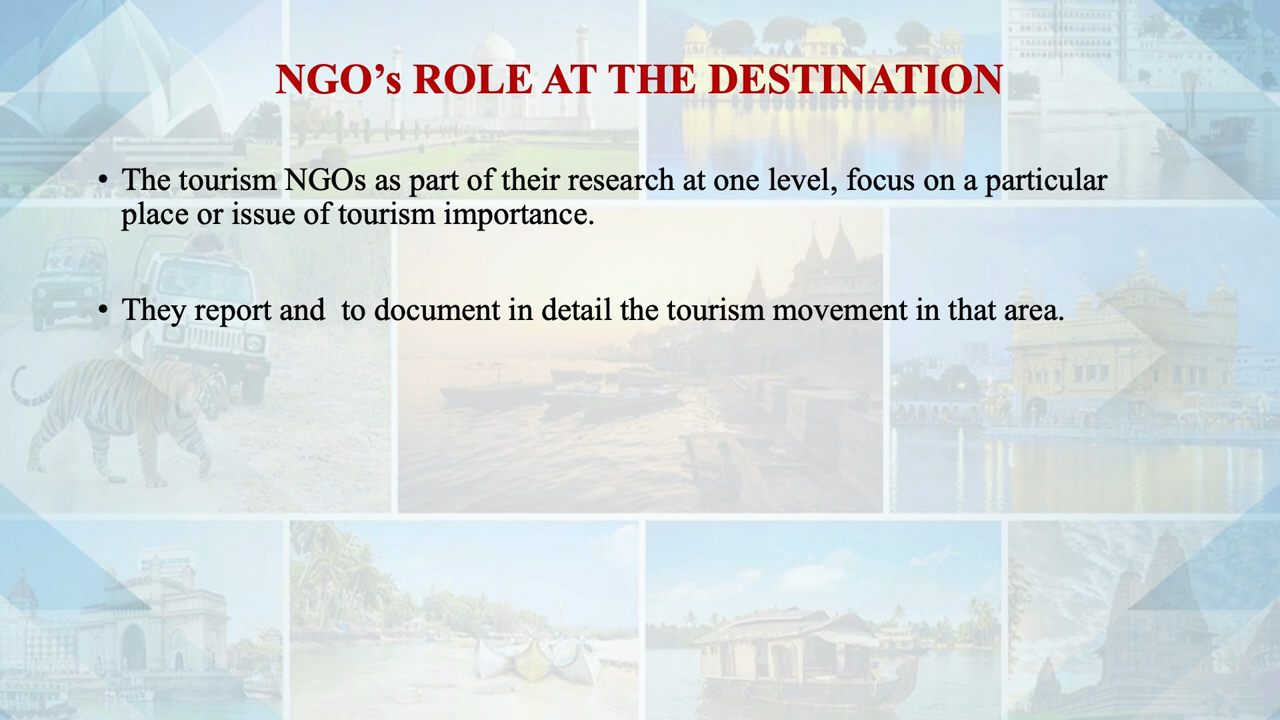 NGO’s ROLE AT THE DESTINATION
• The tourism NGOs as part of their research at one level, focus on a particular
place or issue of tourism importance.
• They report and  to document in detail the tourism movement in that area.